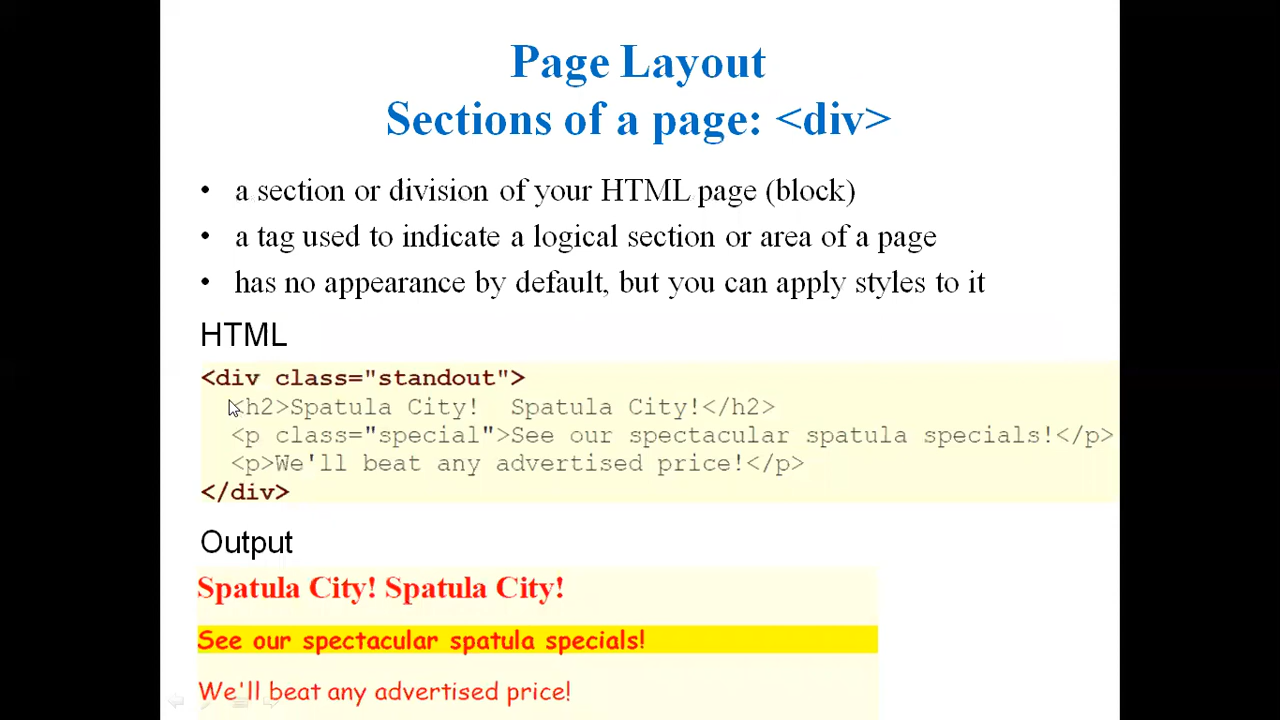 Page Layout
Sections of a page: <div>
• a section or division of your HTML page (block)
• a tag used to indicate a logical section or area of a page
• has no appearance by default, but you can apply styles to it
HTML
<div class="standout">
<h2>Spatula City!  Spatula City!</h2>
<p class="special">See our spectacular spatula specials!</p>
<p>We'll beat any advertised price!</p>
</div>
Output
Spatula City! Spatula City!
See our spectacular spatula specials!
We'll beat any advertised price!